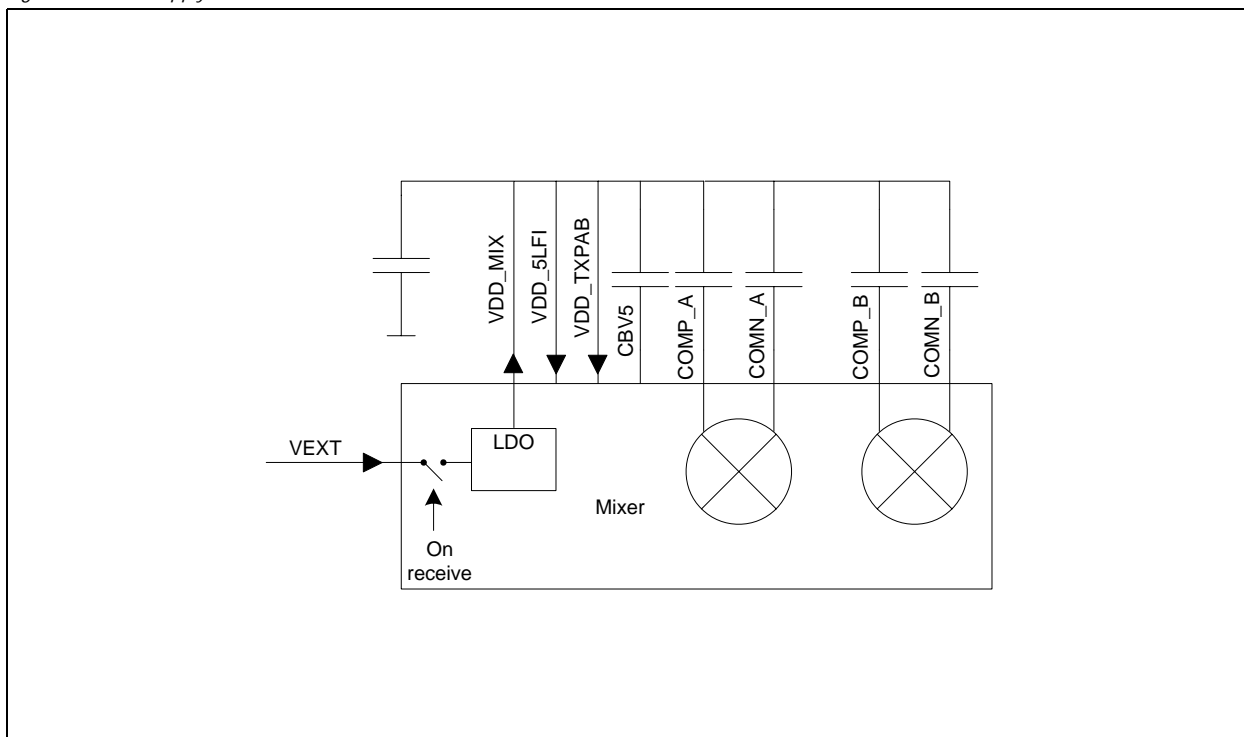 VDD_MIX
VDD_5LFI
VDD_TXPAB
CBV5
COMP_A
COMN_A
COMP_B
COMN_B
VEXT
LDO
Mixer
On
receive